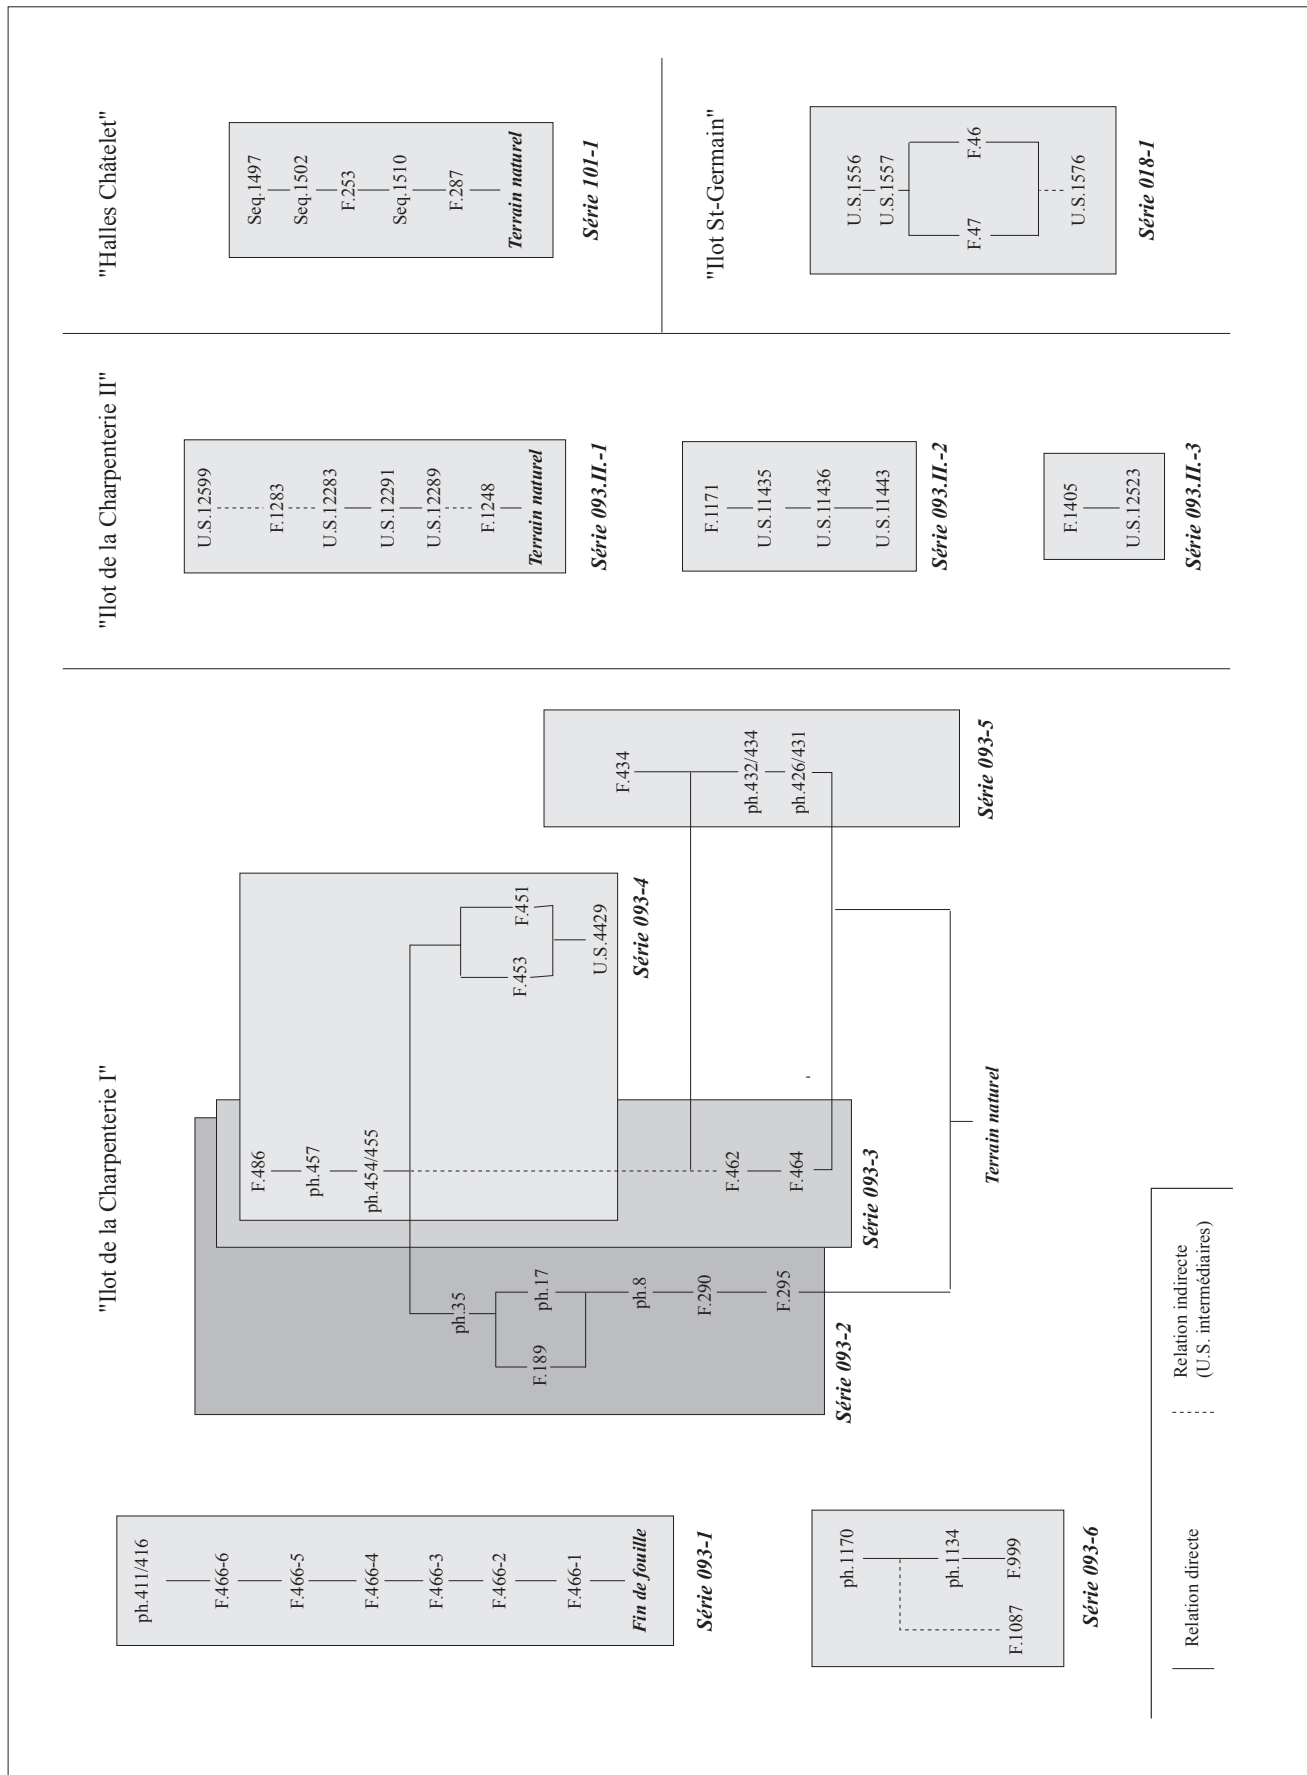 "Ilot de la Charpenterie I"
ph.411/416
F.466-6
F.466-5
F.466-4
F.466-3
F.466-2
F.466-1
Fin de fouille
Série 093-1
ph.1170
ph.1134
F.1087
F.999
Série 093-6
ph.35
F.189
ph.17
ph.8
F.290
F.295
Série 093-2
F.486
ph.457
ph.454/455
F.462
F.464
Série 093-3
F.453
F.451
U.S.4429
Série 093-4
F.434
ph.432/434
ph.426/431
Série 093-5
Terrain naturel
"Ilot de la Charpenterie II"
U.S.12599
F.1283
U.S.12283
U.S.12291
U.S.12289
F.1248
Terrain naturel
Série 093.II.-1
F.1171
U.S.11435
U.S.11436
U.S.11443
Série 093.II.-2
F.1405
U.S.12523
Série 093.II.-3
"Halles Châtelet"
Seq.1497
Seq.1502
F.253
Seq.1510
F.287
Terrain naturel
Série 101-1
"Ilot St-Germain"
U.S.1556
U.S.1557
F.47
F.46
U.S.1576
Série 018-1
Relation directe
Relation indirecte
(U.S. intermédiaires)